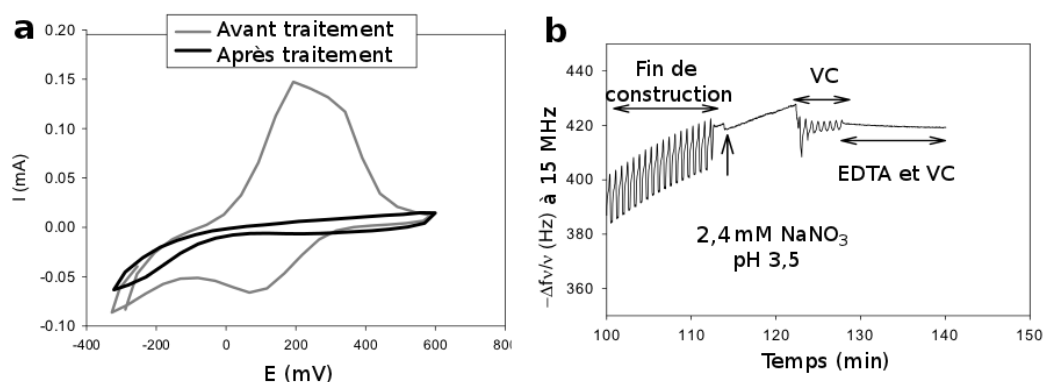 a
Avant traitement
Après traitement
0.20
0.15
0.10
0.05
0.00
-0.05
-0.10
I (mA)
-400 -200 0 200 400 600 800
E (mV)
b
440
420
400
380
360
−Δfν/ν (Hz) à 15 MHz
Fin de
construction
VC
EDTA et VC
2,4 mM NaNO₃
pH 3,5
100 110 120 130 140 150
Temps (min)